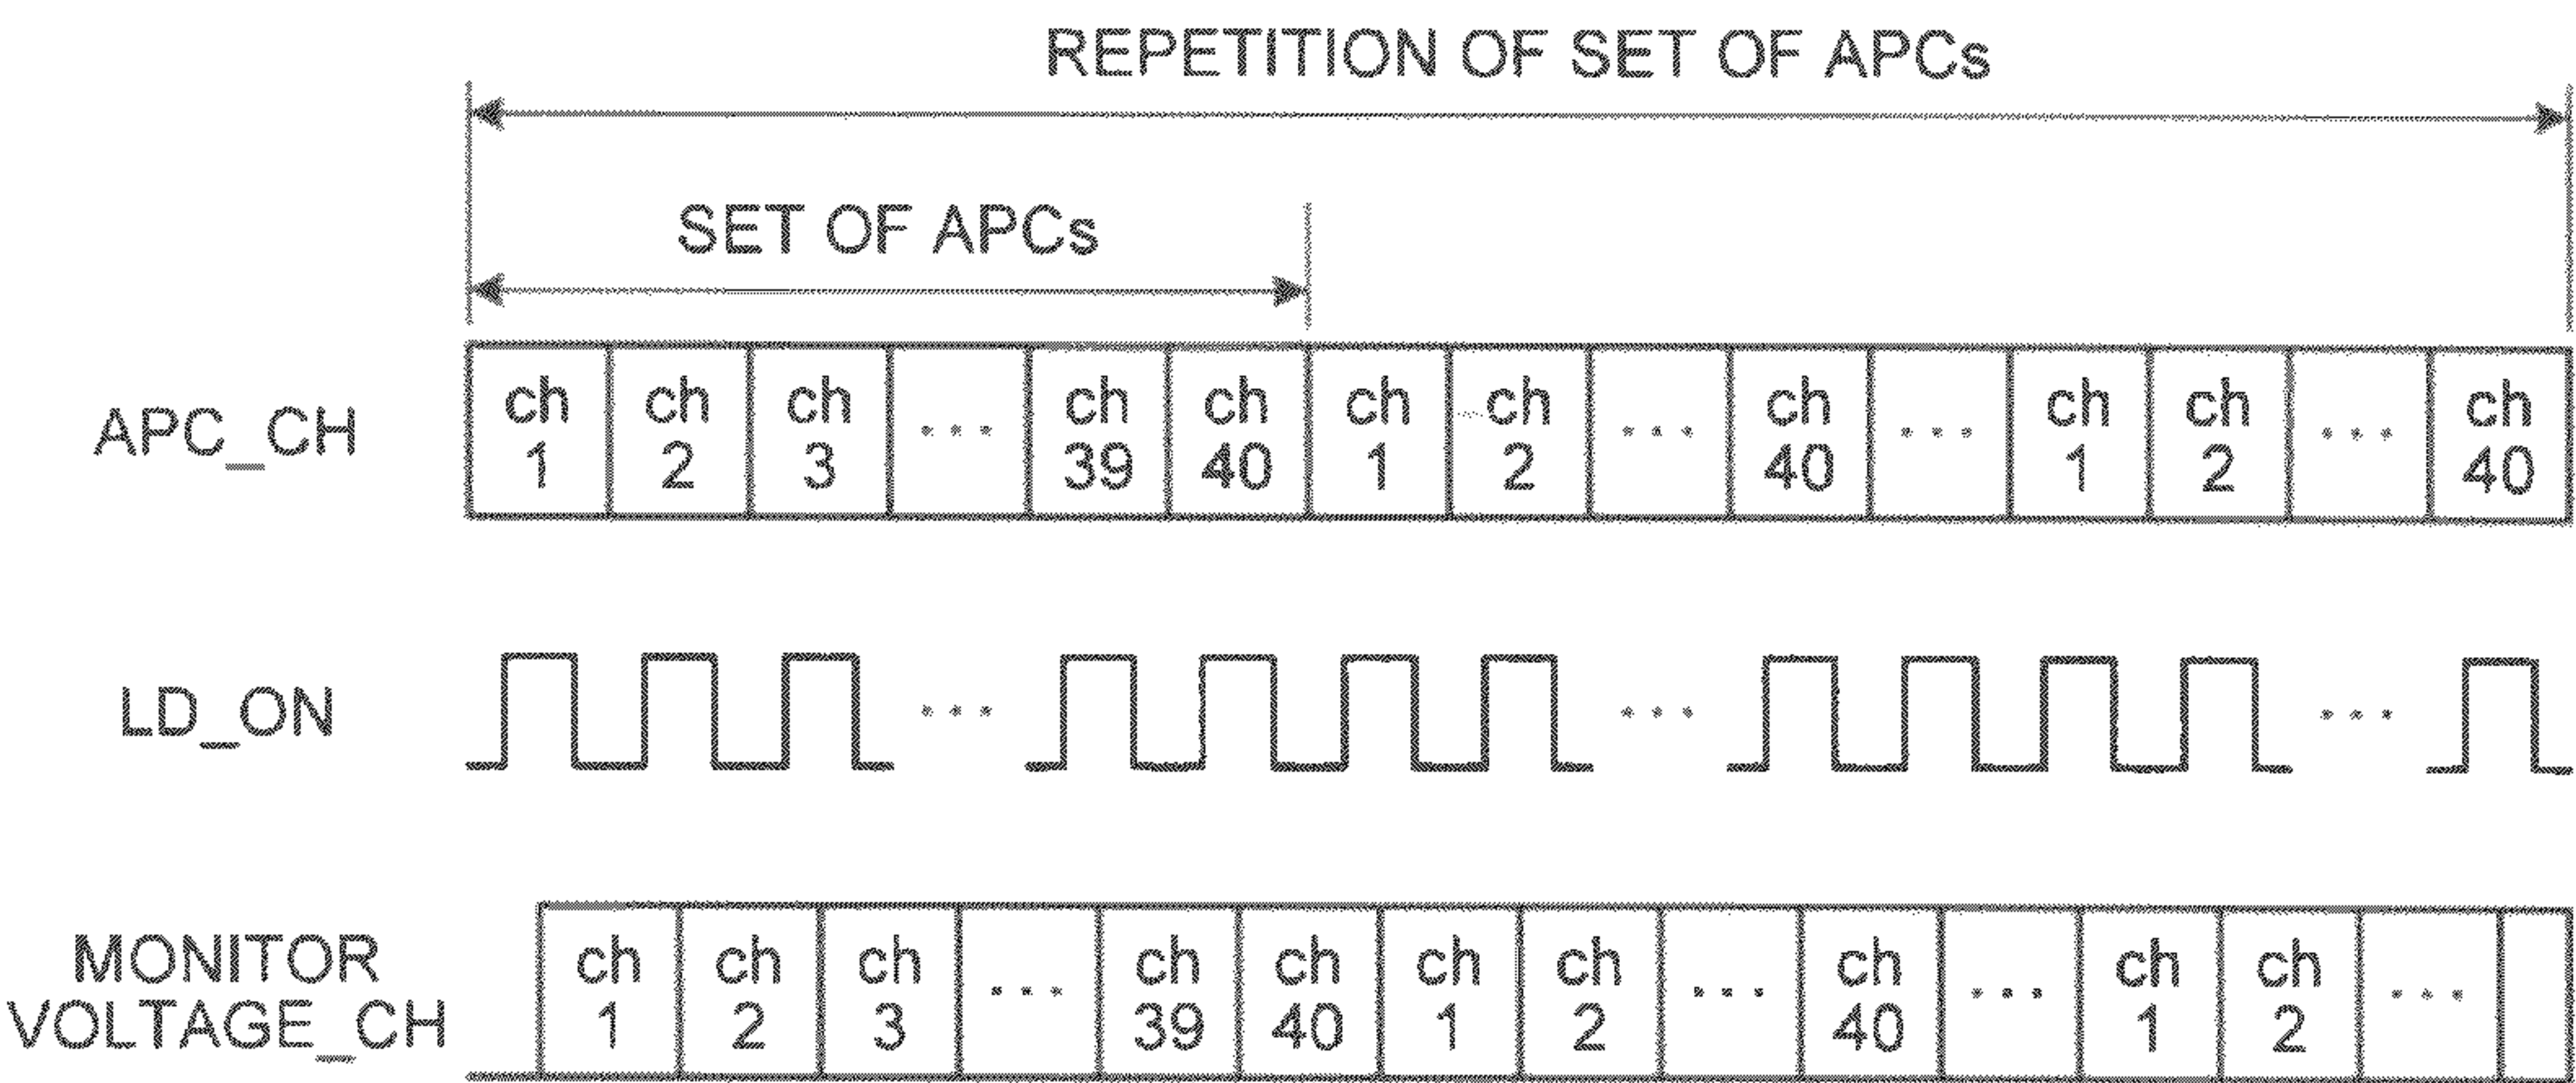 REPETITION OF SET OF APCs
SET OF APCs
APC_CH
ch 1 ch 2 ch 3 ... ch 39 ch 40 ch 1 ch 2 ... ch 40 ... ch 1 ch 2 ... ch 40
LD_ON
... ... ...
MONITOR
VOLTAGE_CH
ch 1 ch 2 ch 3 ... ch 39 ch 40 ch 1 ch 2 ... ch 40 ... ch 1 ch 2 ...